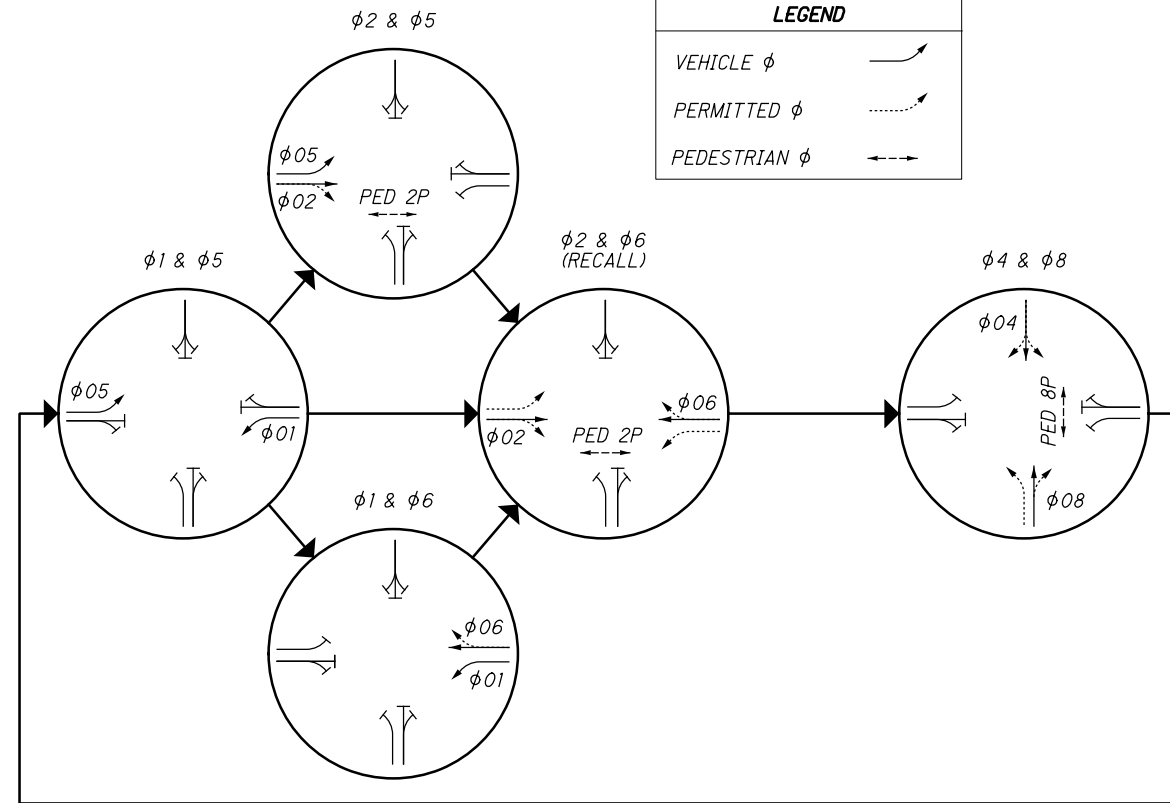 LEGEND
VEHICLE ϕ
PERMITTED ϕ
PEDESTRIAN ϕ
ϕ2 & ϕ5
ϕ05
ϕ02
PED 2P
ϕ1 & ϕ5
ϕ05
ϕ01
ϕ2 & ϕ6
(RECALL)
ϕ06
ϕ02
PED 2P
ϕ4 & ϕ8
ϕ04
PED 8P
ϕ08
ϕ1 & ϕ6
ϕ06
ϕ01